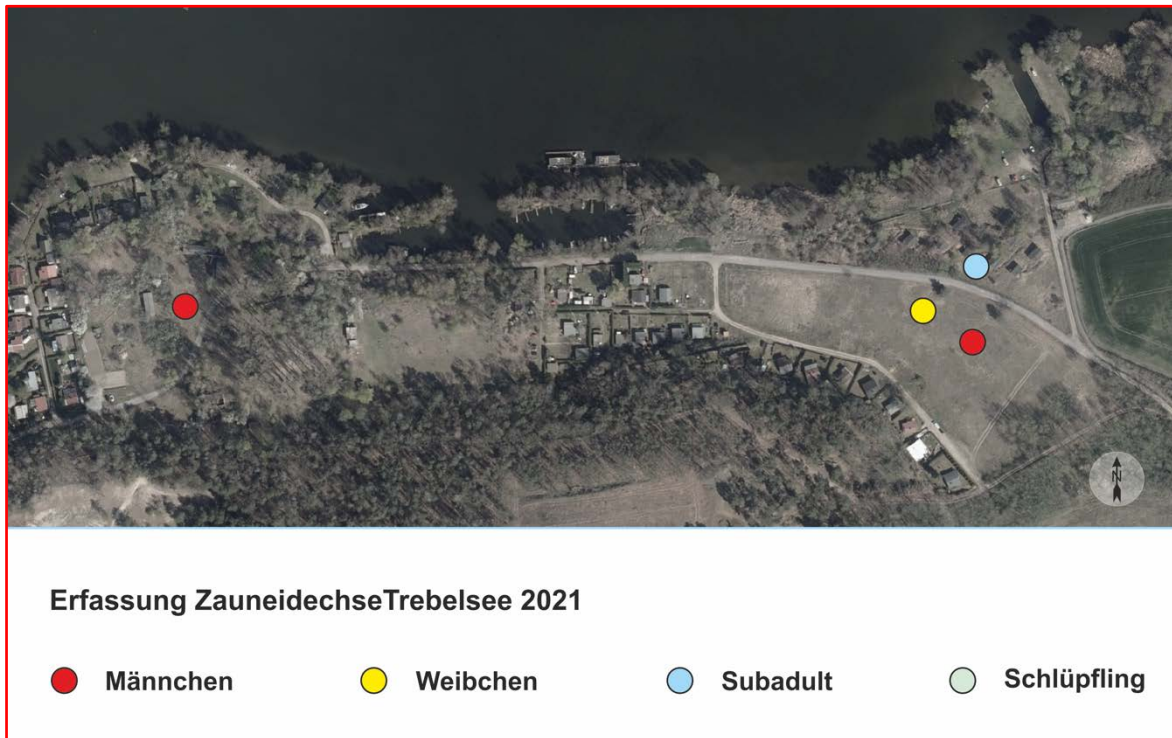 N
Erfassung ZauneidechseTrebelsee 2021
Männchen Weibchen Subadult Schlüpfling